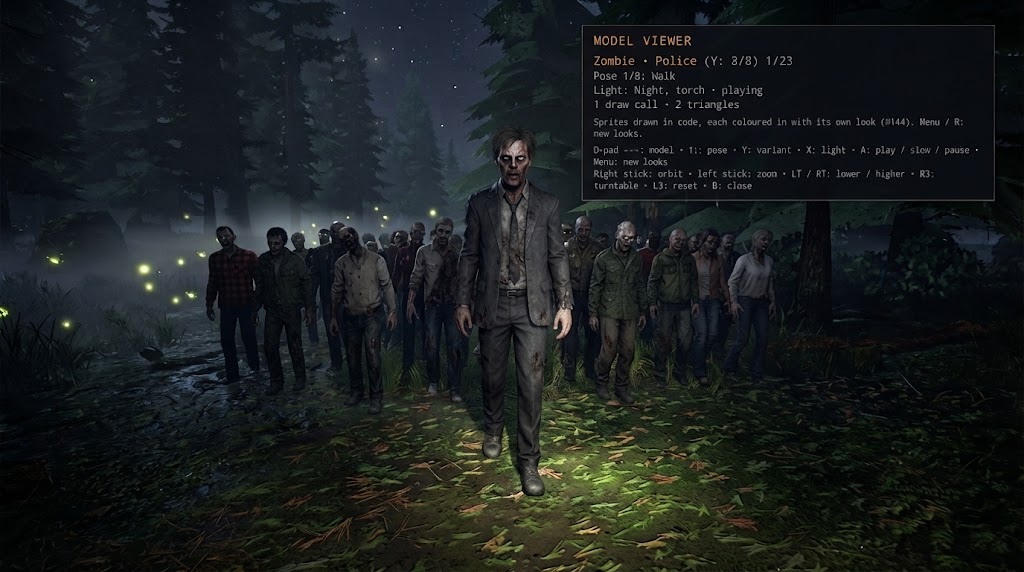 MODEL VIEWER
Zombie • Police (Y: 8/8) 1/23
Pose 1/8: Walk
Light: Night, torch · playing
1 draw call · 2 triangles
Sprites drawn in code, each coloured in with its own look (#144). Menu / R:
new looks.
model · pose · Y: variant · X: light · A: play / slow / pause ·
Menu: new looks
Right stick: orbit · left stick: zoom · LT / RT: lower / higher · R3:
turntable · L3: reset · B: close